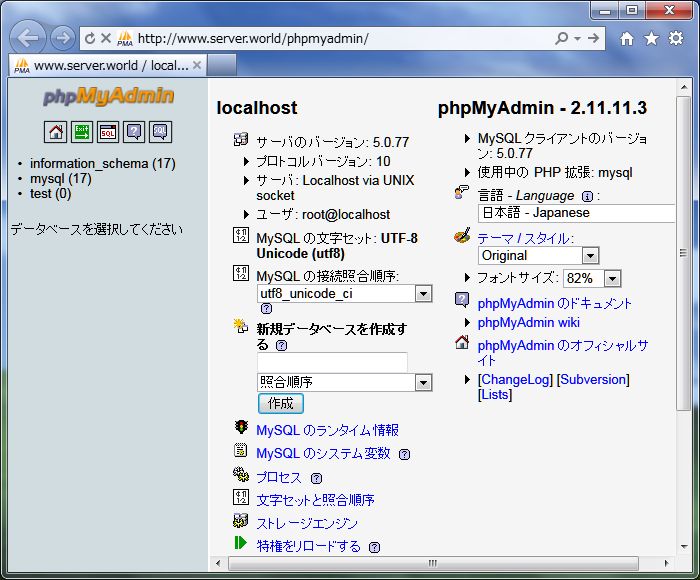 http://www.server.world/phpmyadmin/
www.server.world / local...
phpMyAdmin
information_schema (17)
mysql (17)
test (0)
データベースを選択してください
localhost
サーバのバージョン: 5.0.77
プロトコル バージョン: 10
サーバ: Localhost via UNIX
socket
ユーザ: root@localhost
MySQL の文字セット: UTF-8
Unicode (utf8)
MySQL の接続照合順序:
utf8_unicode_ci
新規データベースを作成す
る
照合順序
作成
MySQL のランタイム情報
MySQL のシステム変数
プロセス
文字セットと照合順序
ストレージエンジン
特権をリロードする
phpMyAdmin - 2.11.11.3
MySQL クライアントのバージョ
ン: 5.0.77
使用中の PHP 拡張: mysql
言語 - Language :
日本語 - Japanese
テーマ / スタイル:
Original
フォントサイズ: 82%
phpMyAdmin のドキュメント
phpMyAdmin wiki
phpMyAdmin のオフィシャルサ
イト
[ChangeLog] [Subversion]
[Lists]